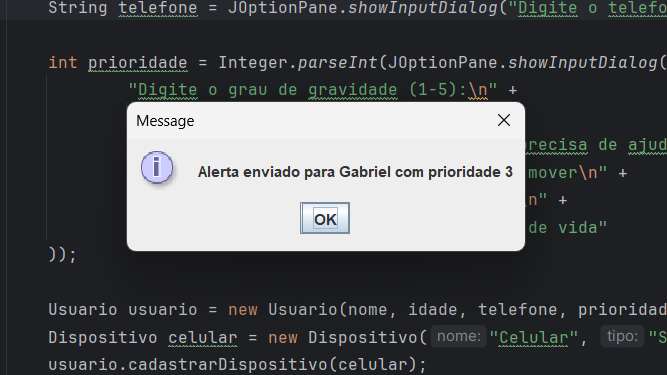 String telefone = JOptionPane.showInputDialog("Digite o telefo
int prioridade = Integer.parseInt(JOptionPane.showInputDialog(
"Digite o grau de gravidade (1-5):\n" +
Message
precisa de ajud
Alerta enviado para Gabriel com prioridade 3
mover\n" +
\n" +
OK
de vida"
));
Usuario usuario = new Usuario(nome, idade, telefone, prioridad
Dispositivo celular = new Dispositivo( nome: "Celular", tipo: "S
usuario.cadastrarDispositivo(celular);